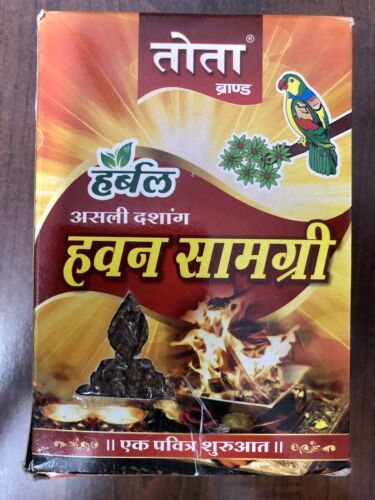 तोता®
ब्राण्ड
हर्बल
असली दशांग
हवन सामग्री
|| एक पवित्र शुरुआत ||